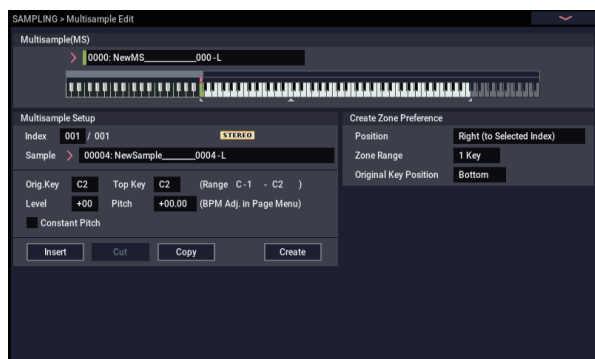 SAMPLING > Multisample Edit
Multisample(MS)
0000: NewMS__________000-L
Multisample Setup
Index 001 / 001 STEREO
Sample 00004: NewSample______0004-L
Orig.Key C2 Top Key C2 (Range C-1 - C2 )
Level +00 Pitch +00.00 (BPM Adj. in Page Menu)
Constant Pitch
Insert Cut Copy Create
Create Zone Preference
Position Right (to Selected Index)
Zone Range 1 Key
Original Key Position Bottom